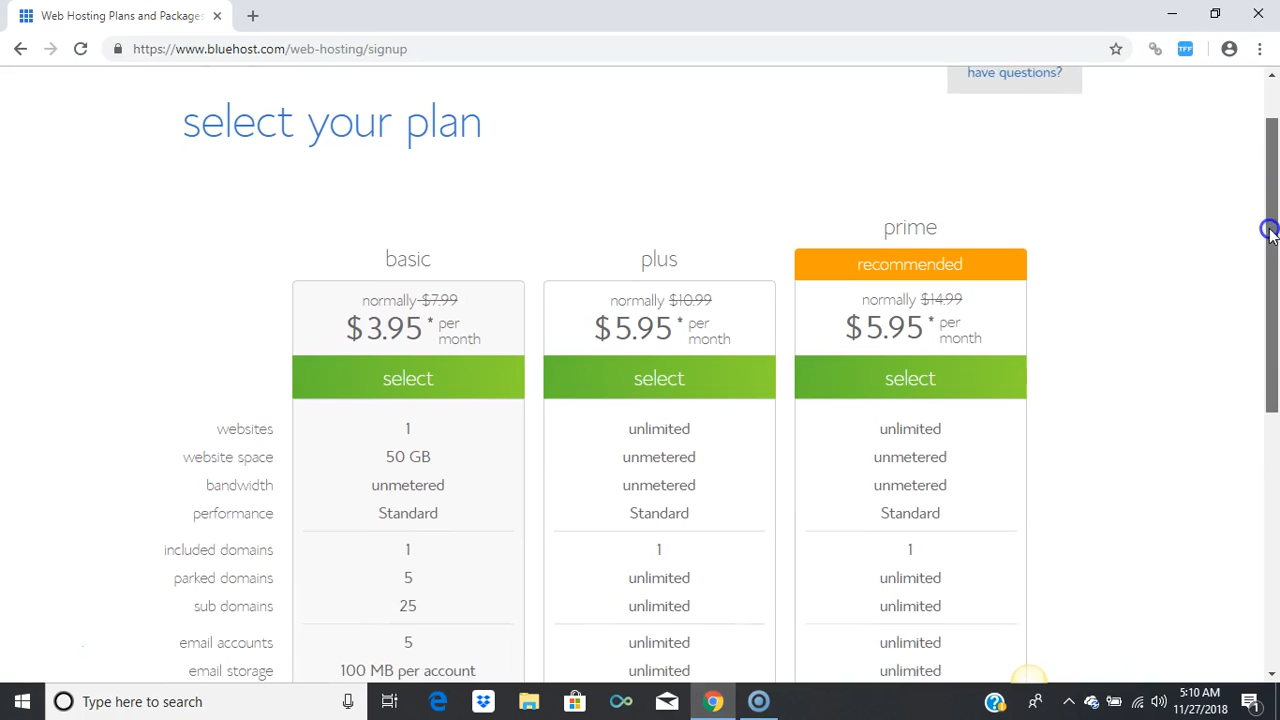 Web Hosting Plans and Packages
https://www.bluehost.com/web-hosting/signup
TFF
have questions?
select your plan
basic
plus
prime
recommended
normally $7.99
normally $10.99
normally $14.99
$3.95* per month
$5.95* per month
$5.95* per month
select
select
select
websites 1 unlimited unlimited
website space 50 GB unmetered unmetered
bandwidth unmetered unmetered unmetered
performance Standard Standard Standard
included domains 1 1 1
parked domains 5 unlimited unlimited
sub domains 25 unlimited unlimited
email accounts 5 unlimited unlimited
email storage 100 MB per account unlimited unlimited
Type here to search
5:10 AM
11/27/2018
1